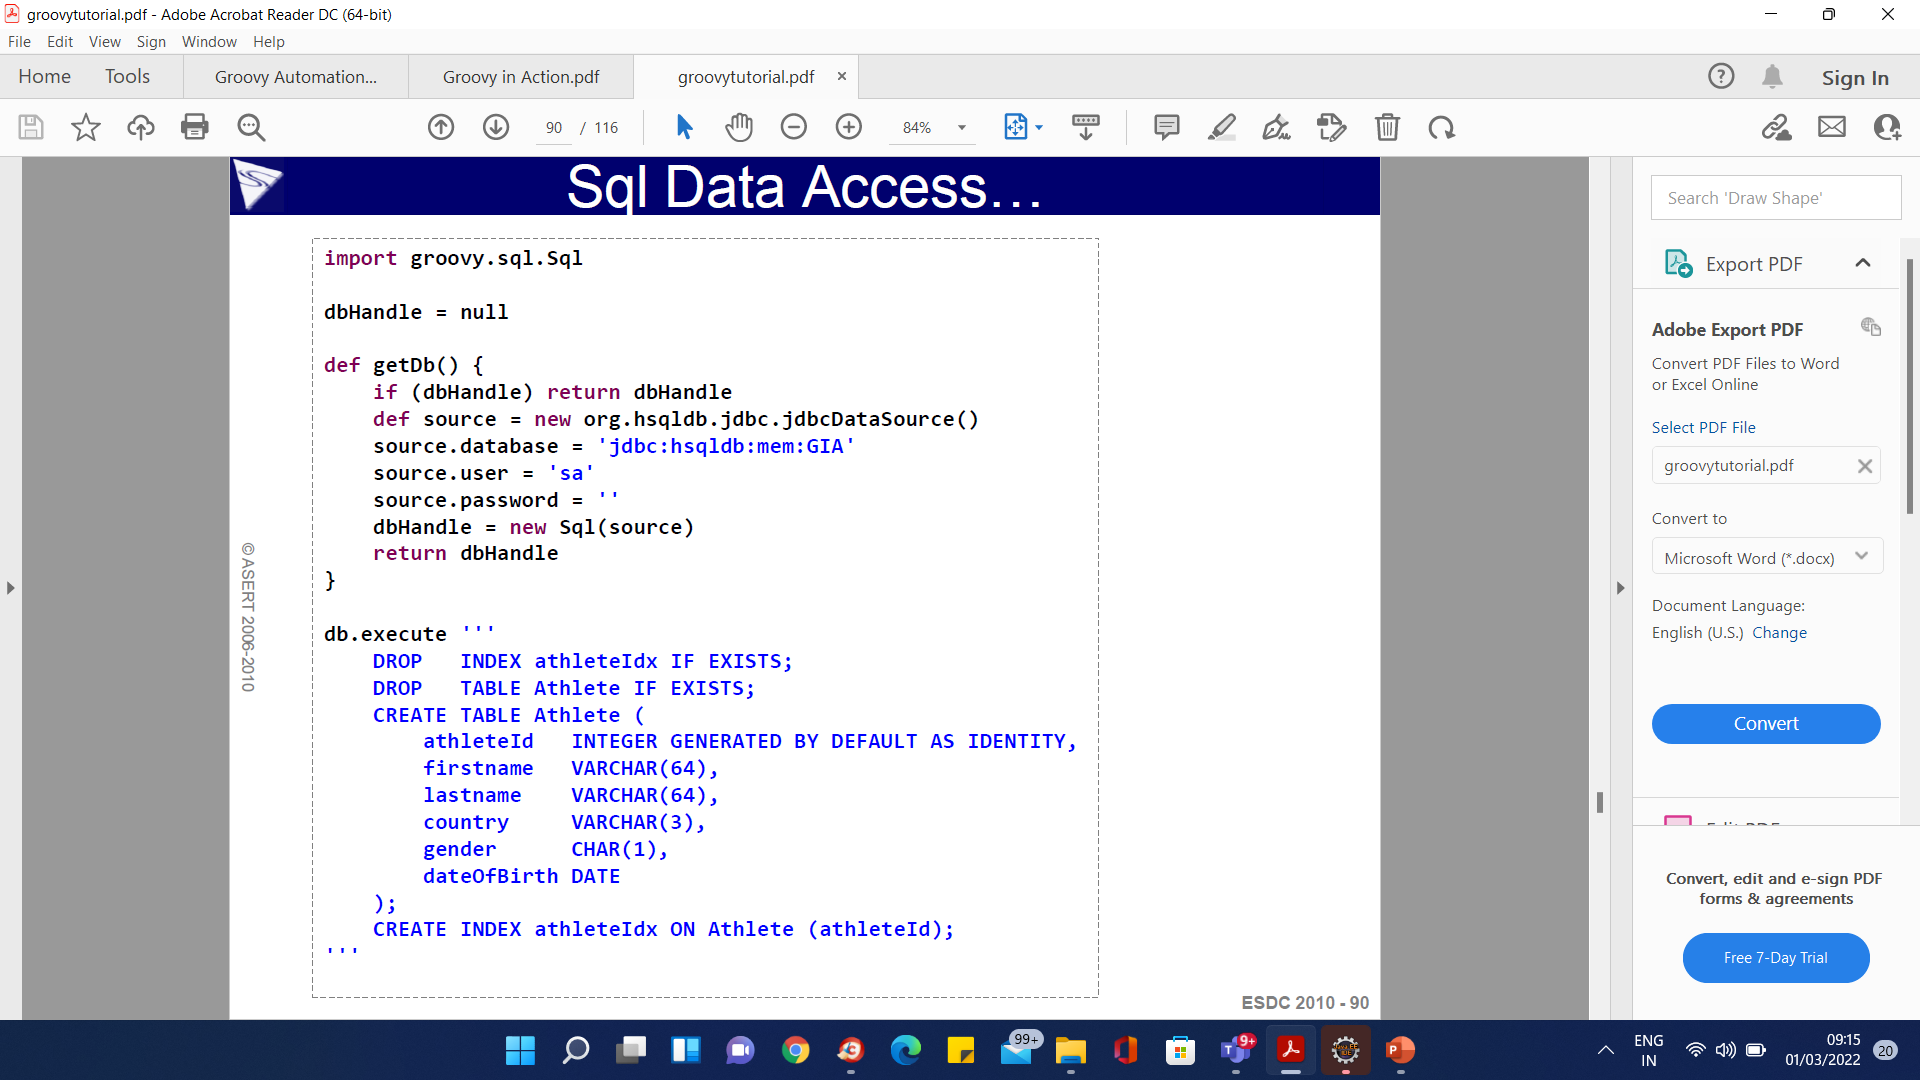 groovytutorial.pdf - Adobe Acrobat Reader DC (64-bit)
File Edit View Sign Window Help
Home Tools Groovy Automation... Groovy in Action.pdf groovytutorial.pdf × Sign In
90 / 116 84%
Sql Data Access...
import groovy.sql.Sql
dbHandle = null
def getDb() {
if (dbHandle) return dbHandle
def source = new org.hsqldb.jdbc.jdbcDataSource()
source.database = 'jdbc:hsqldb:mem:GIA'
source.user = 'sa'
source.password = ''
dbHandle = new Sql(source)
return dbHandle
}
db.execute '''
DROP INDEX athleteIdx IF EXISTS;
DROP TABLE Athlete IF EXISTS;
CREATE TABLE Athlete (
athleteId INTEGER GENERATED BY DEFAULT AS IDENTITY,
firstname VARCHAR(64),
lastname VARCHAR(64),
country VARCHAR(3),
gender CHAR(1),
dateOfBirth DATE
);
CREATE INDEX athleteIdx ON Athlete (athleteId);
'''
© ASERT 2006-2010
ESDC 2010 - 90
Search 'Draw Shape'
Export PDF
Adobe Export PDF
Convert PDF Files to Word
or Excel Online
Select PDF File
groovytutorial.pdf
Convert to
Microsoft Word (*.docx)
Document Language:
English (U.S.) Change
Convert
Edit PDF
Convert, edit and e-sign PDF
forms & agreements
Free 7-Day Trial
99+
9+
ENG
IN
09:15
01/03/2022
20